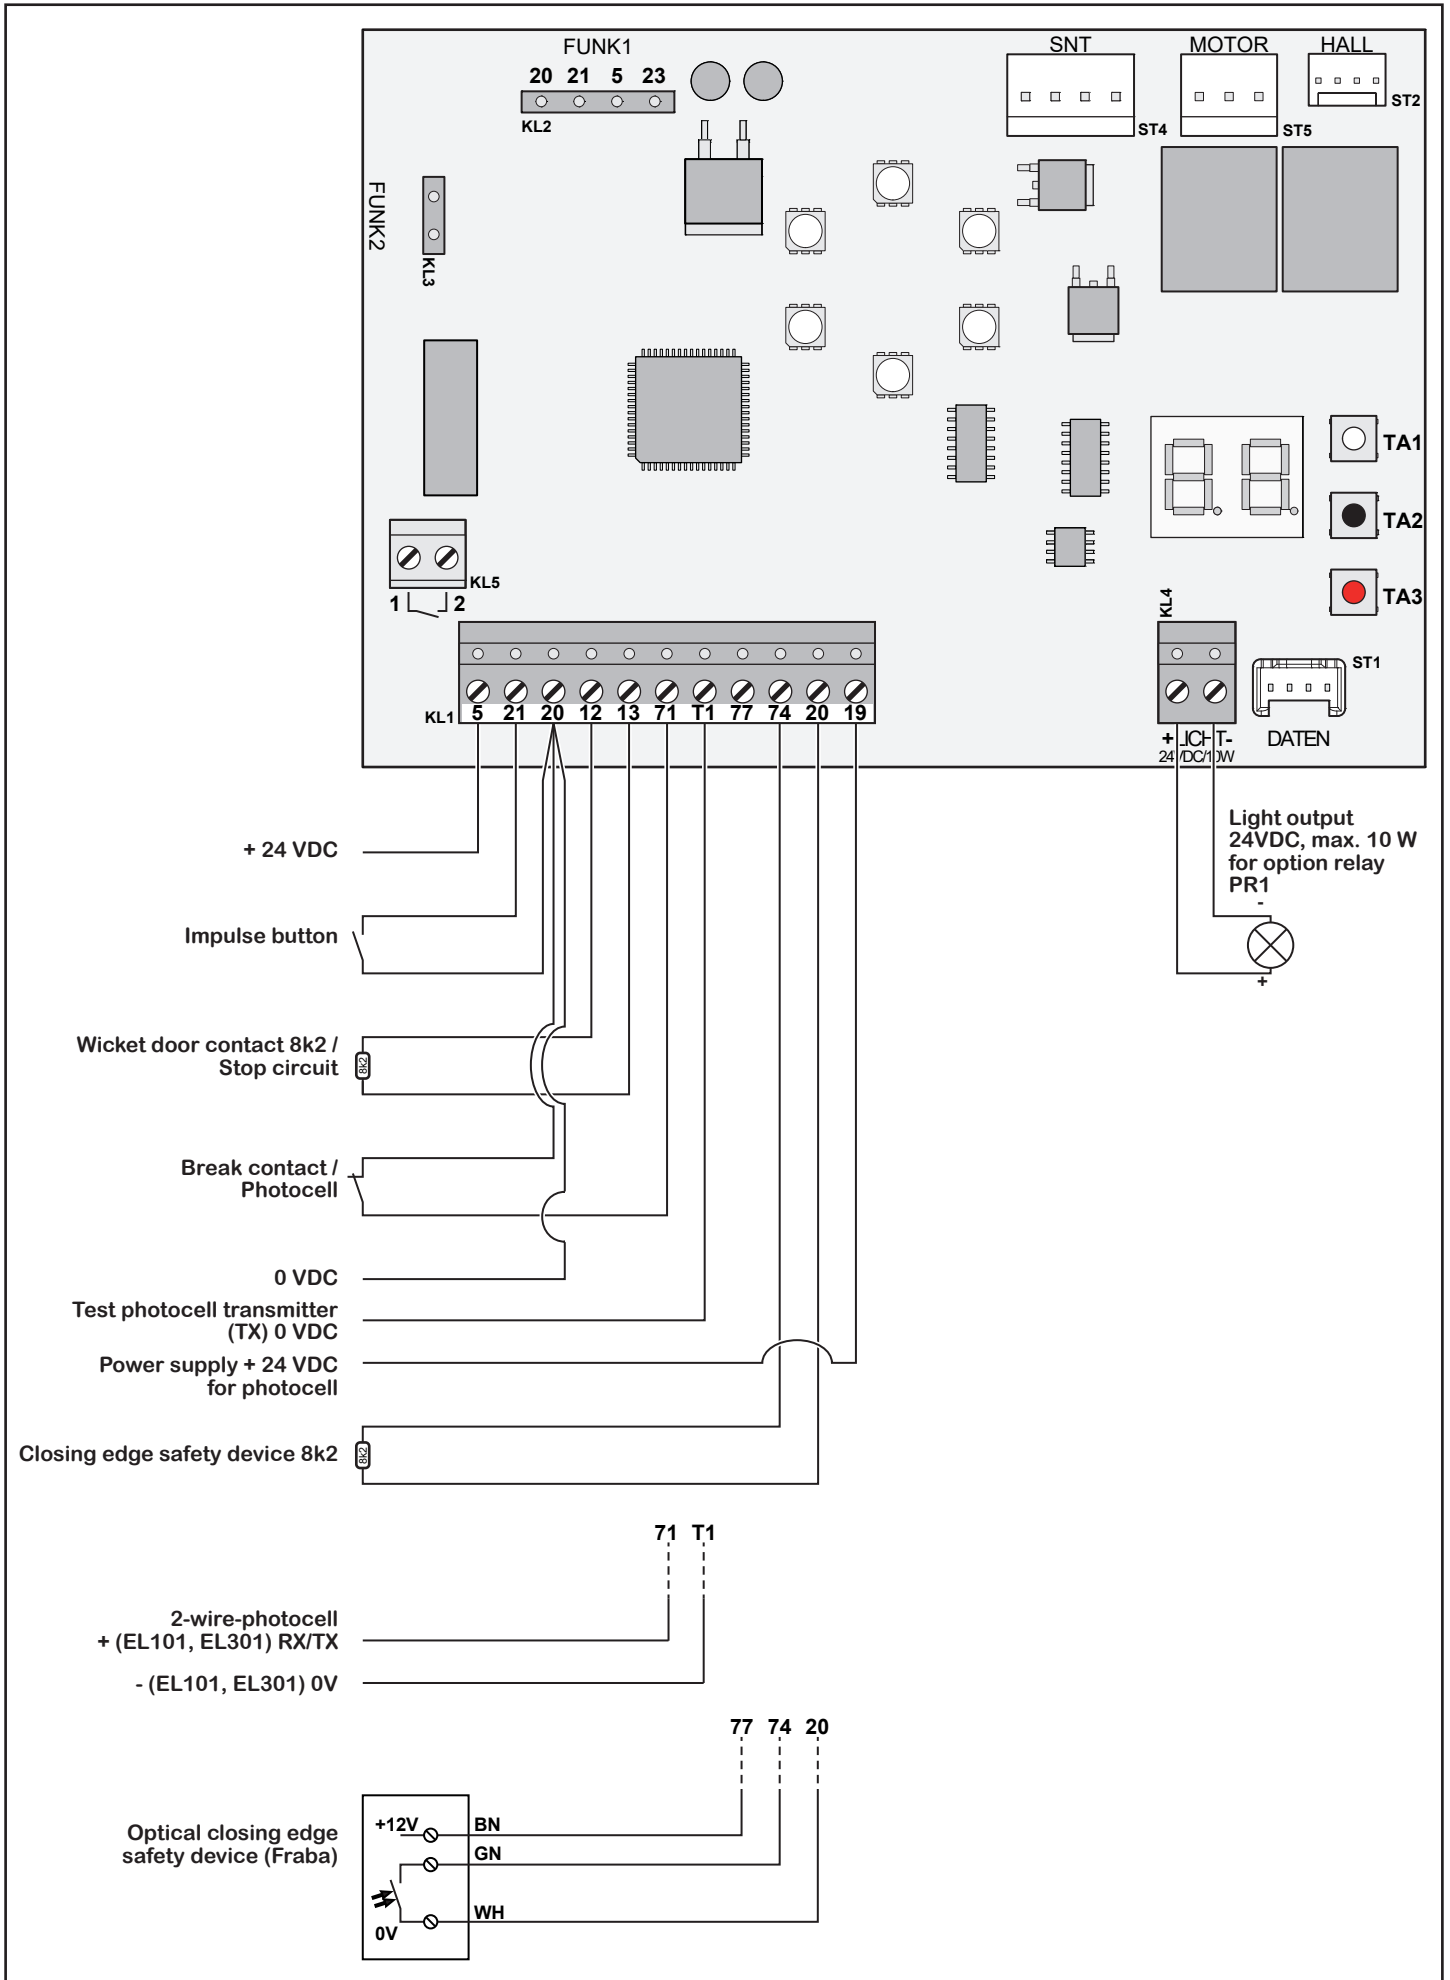 FUNK1
20 21 5 23
KL2
SNT
ST4
MOTOR
ST5
HALL
ST2
FUNK2
KL3
TA1
TA2
TA3
KL5
1 2
KL4
ST1
KL1
5 21 20 12 13 71 T1 77 74 20 19
+LICHT-
24VDC/10W
DATEN
+ 24 VDC
Light output
24VDC, max. 10 W
for option relay
PR1
-
+
Impulse button
Wicket door contact 8k2 /
Stop circuit
8k2
Break contact /
Photocell
0 VDC
Test photocell transmitter
(TX) 0 VDC
Power supply + 24 VDC
for photocell
Closing edge safety device 8k2
8k2
71 T1
2-wire-photocell
+ (EL101, EL301) RX/TX
- (EL101, EL301) 0V
77 74 20
Optical closing edge
safety device (Fraba)
+12V
BN
GN
WH
0V